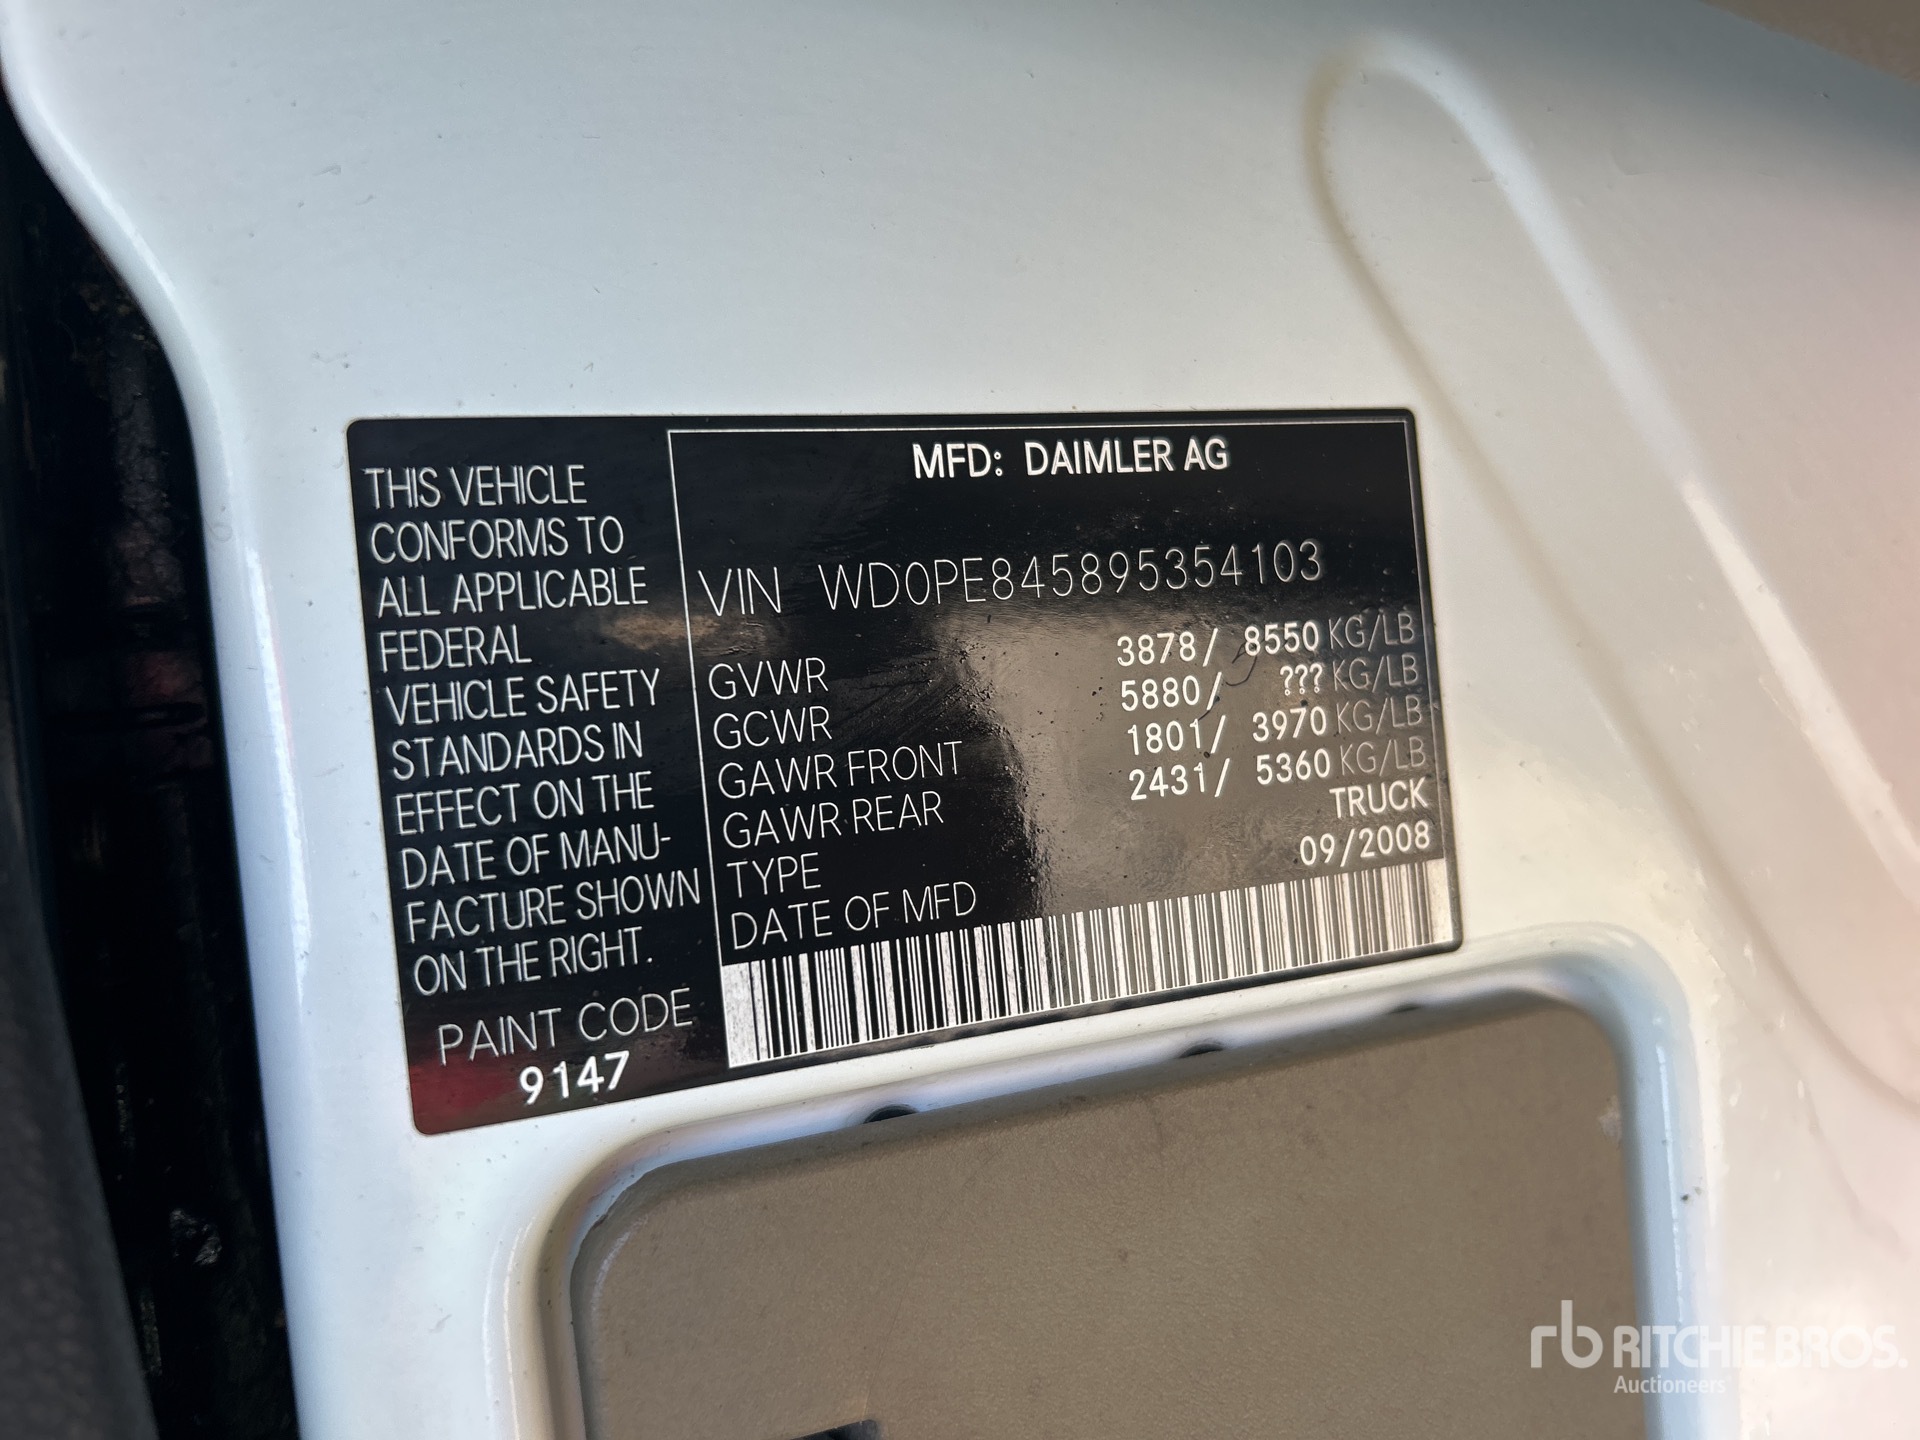 THIS VEHICLE
CONFORMS TO
ALL APPLICABLE
FEDERAL
VEHICLE SAFETY
STANDARDS IN
EFFECT ON THE
DATE OF MANU-
FACTURE SHOWN
ON THE RIGHT.
PAINT CODE
9147
MFD: DAIMLER AG
VIN WD0PE845895354103
GVWR 3878/ 8550 KG/LB
GCWR 5880/ ??? KG/LB
GAWR FRONT 1801/ 3970 KG/LB
GAWR REAR 2431/ 5360 KG/LB
TYPE TRUCK
DATE OF MFD 09/2008
rb RITCHIE BROS.
Auctioneers